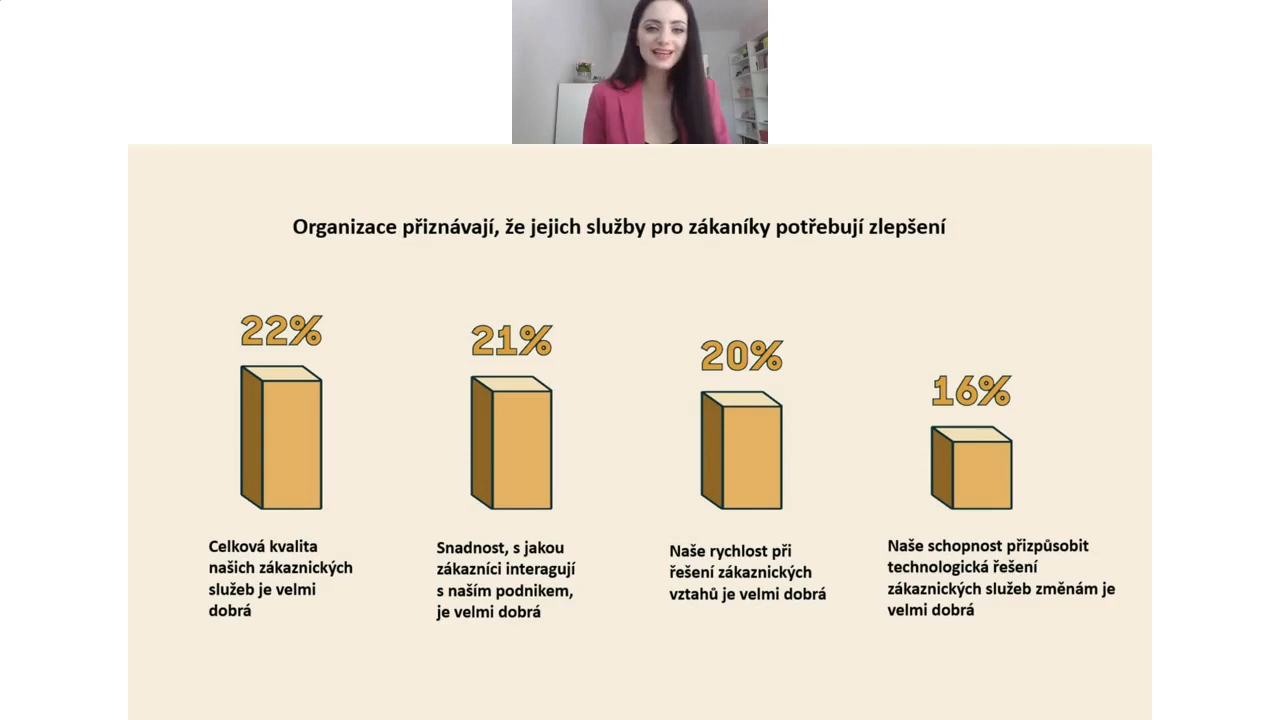 Organizace přiznávají, že jejich služby pro zákaníky potřebují zlepšení
22%
21%
20%
16%
Celková kvalita
našich zákaznických
služeb je velmi
dobrá
Snadnost, s jakou
zákazníci interagují
s naším podnikem,
je velmi dobrá
Naše rychlost při
řešení zákaznických
vztahů je velmi dobrá
Naše schopnost přizpůsobit
technologická řešení
zákaznických služeb změnám je
velmi dobrá